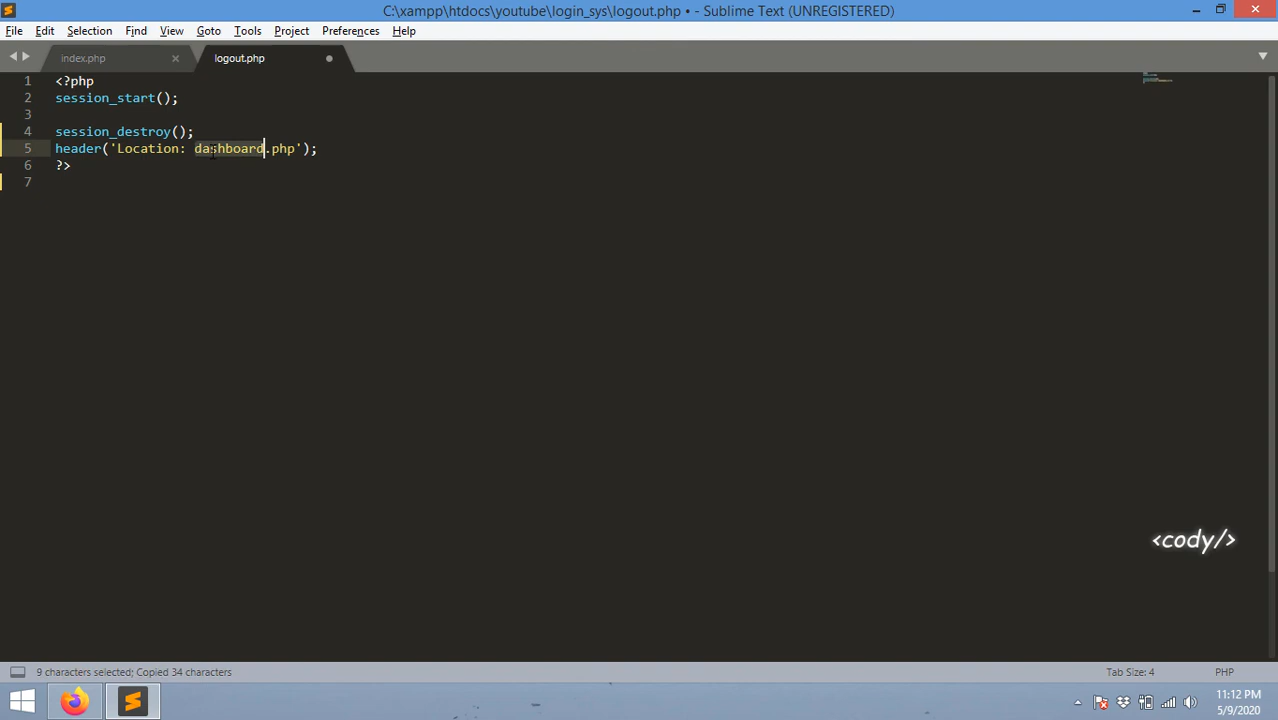 C:\xampp\htdocs\youtube\login_sys\logout.php • - Sublime Text (UNREGISTERED)
File Edit Selection Find View Goto Tools Project Preferences Help
index.php logout.php
1 <?php
2 session_start();
3
4 session_destroy();
5 header('Location: dashboard.php');
6 ?>
7
<cody/>
9 characters selected; Copied 34 characters Tab Size: 4 PHP
11:12 PM
5/9/2020